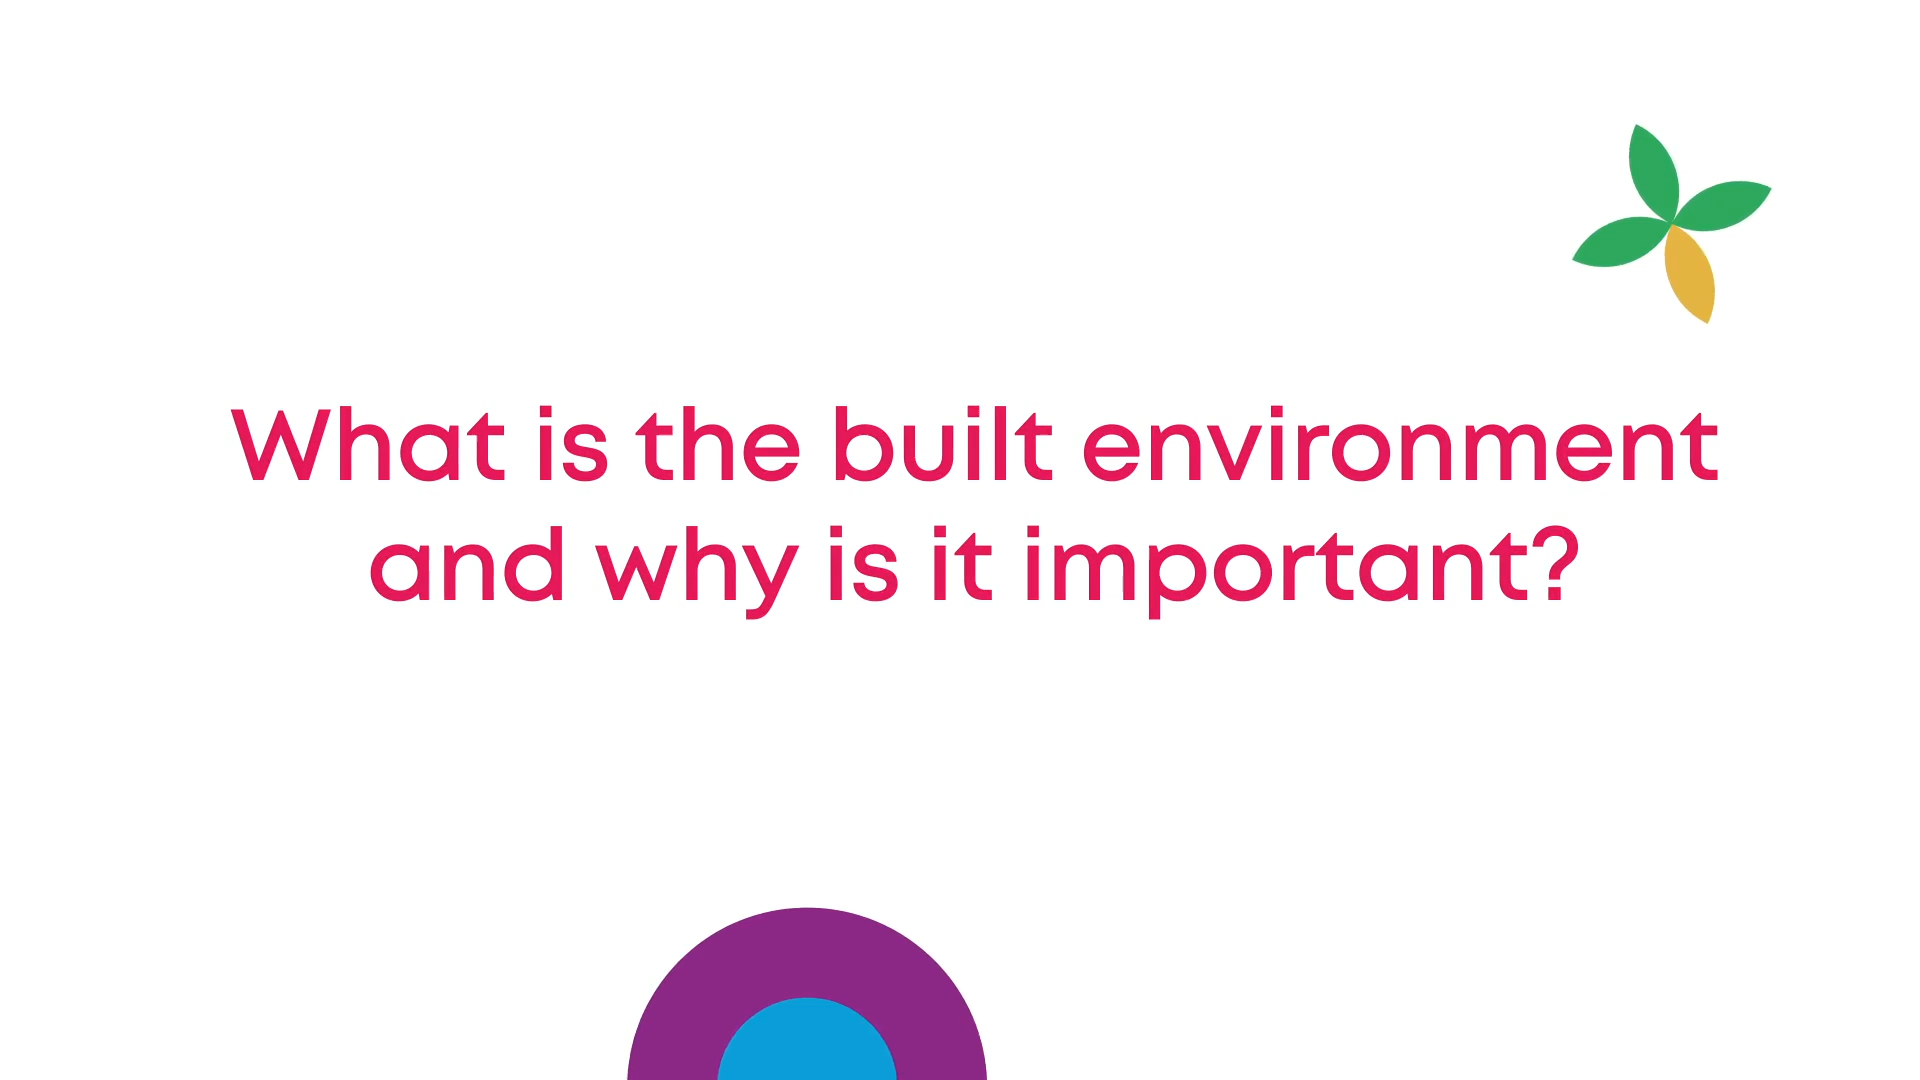 What is the built environment
and why is it important?